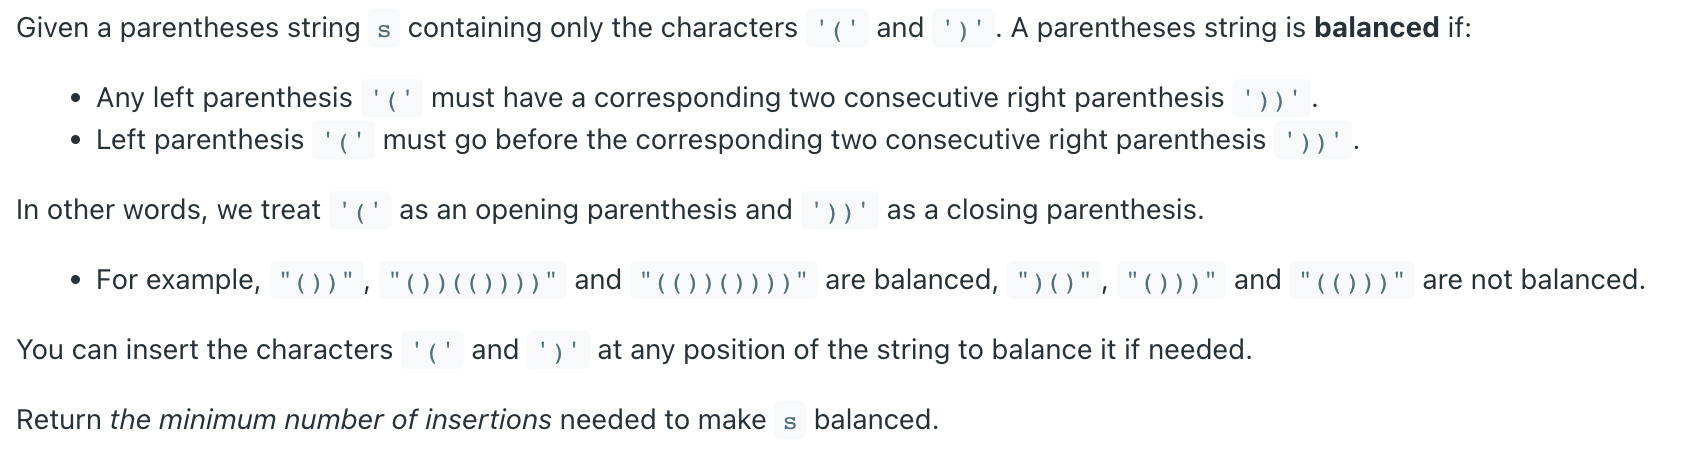 Given a parentheses string s containing only the characters '(' and ')'. A parentheses string is balanced if:
• Any left parenthesis '(' must have a corresponding two consecutive right parenthesis '))'.
• Left parenthesis '(' must go before the corresponding two consecutive right parenthesis '))'.
In other words, we treat '(' as an opening parenthesis and '))' as a closing parenthesis.
• For example, "())", "())(())))" and "(())())))" are balanced, ")()", "()))" and "(()))" are not balanced.
You can insert the characters '(' and ')' at any position of the string to balance it if needed.
Return the minimum number of insertions needed to make s balanced.